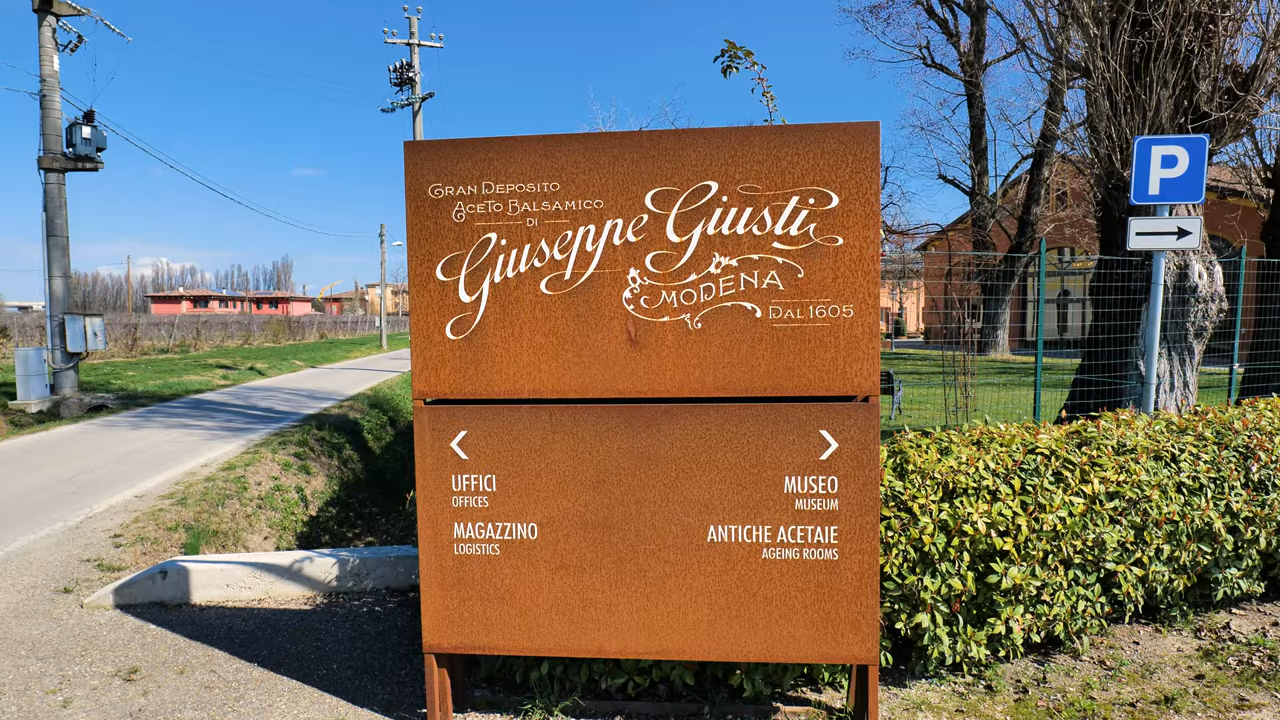 Gran Deposito
Aceto Balsamico
di
Giuseppe Giusti
Modena
Dal 1605
UFFICI
OFFICES
MAGAZZINO
LOGISTICS
MUSEO
MUSEUM
ANTICHE ACETAIE
AGEING ROOMS
P